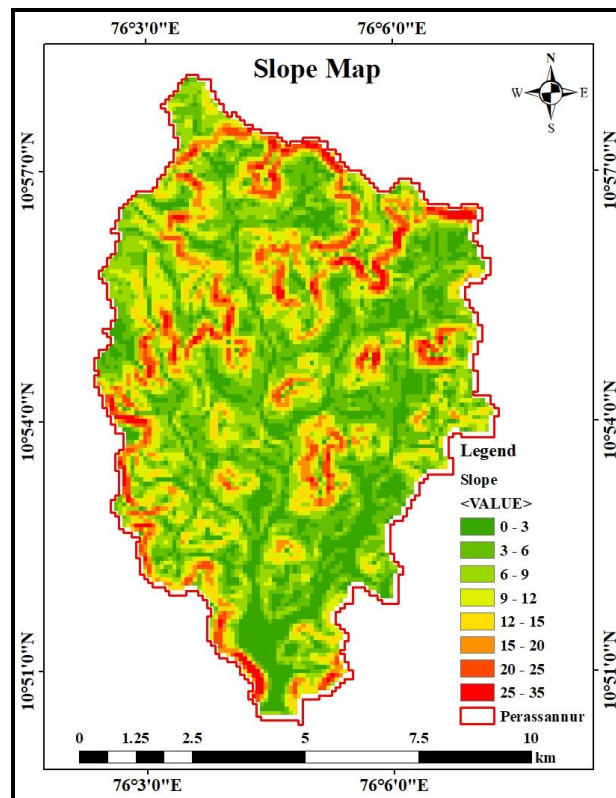 76°3'0"E 76°6'0"E
Slope Map
N
W E
S
10°57'0"N 10°57'0"N
10°54'0"N 10°54'0"N
Legend
Slope
<VALUE>
0 - 3
3 - 6
6 - 9
9 - 12
12 - 15
15 - 20
20 - 25
25 - 35
Perassannur
10°51'0"N 10°51'0"N
0 1.25 2.5 5 7.5 10
km
76°3'0"E 76°6'0"E